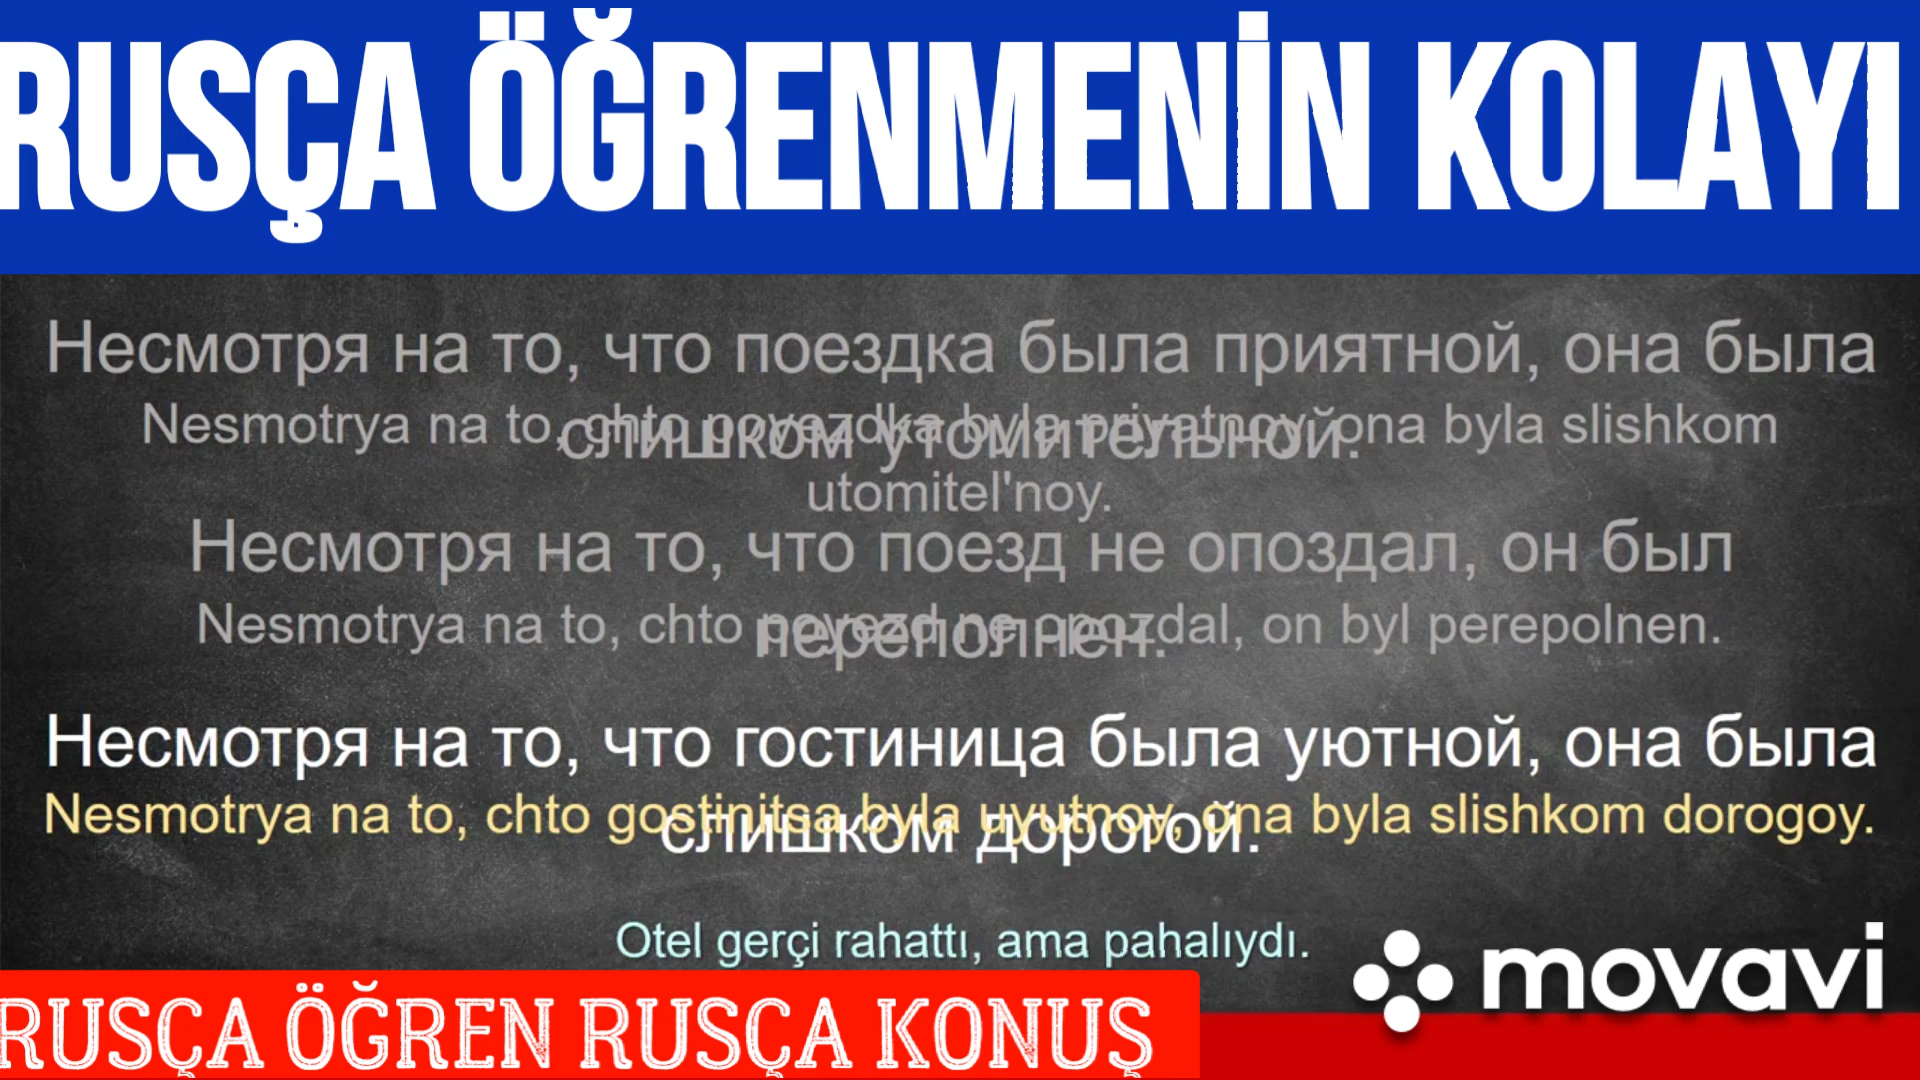 RUSÇA ÖĞRENMENİN KOLAYI
Несмотря на то, что поездка была приятной, она была
слишком утомительной.
Nesmotrya na to, chto poyezdka byla priyatnoy, ona byla slishkom
utomitel'noy.
Несмотря на то, что поезд не опоздал, он был
переполнен.
Nesmotrya na to, chto poyezd ne opozdal, on byl perepolnen.
Несмотря на то, что гостиница была уютной, она была
слишком дорогой.
Nesmotrya na to, chto gostinitsa byla uyutnoy, ona byla slishkom dorogoy.
Otel gerçi rahattı, ama pahalıydı.
movavi
RUSÇA ÖĞREN RUSÇA KONUŞ